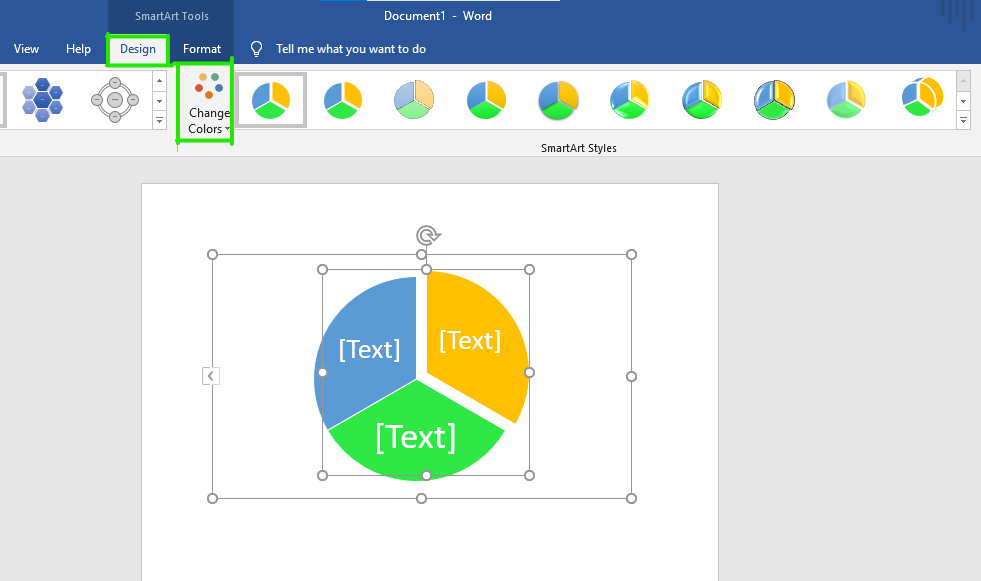 SmartArt Tools
Document1 - Word
View Help Design Format Tell me what you want to do
Change
Colors
SmartArt Styles
[Text]
[Text]
[Text]